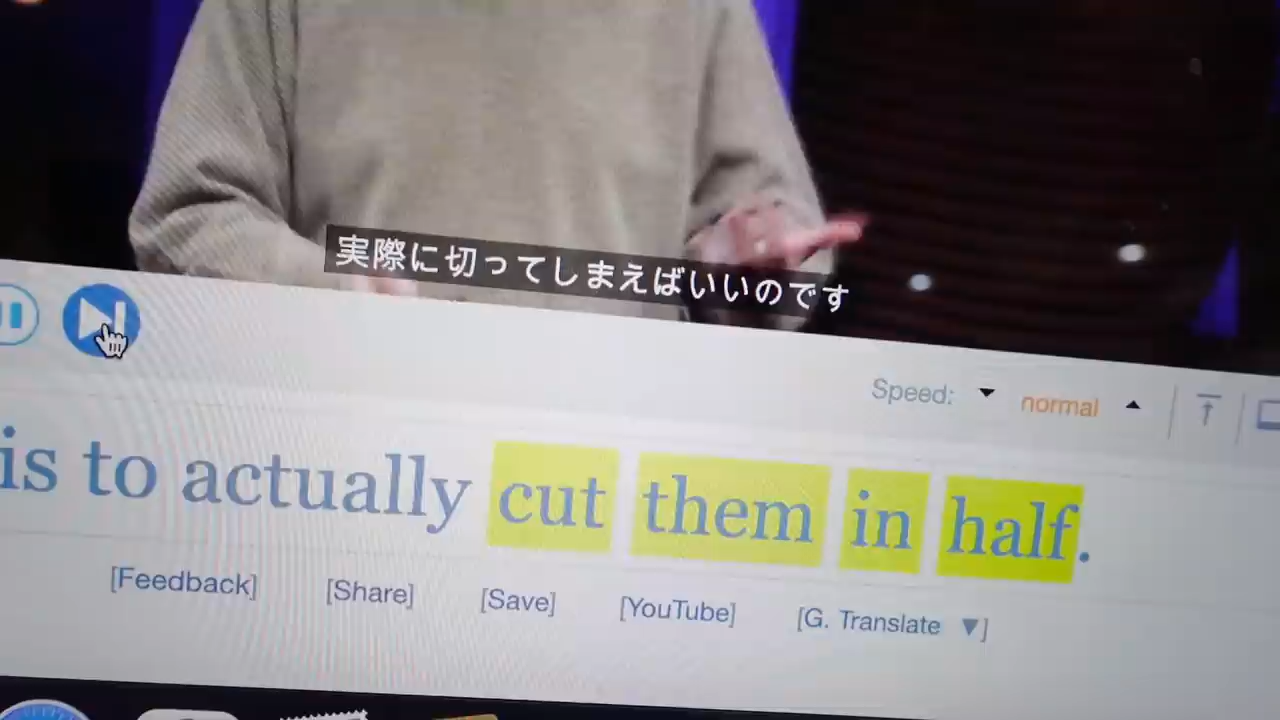 実際に切ってしまえばいいのです
Speed: ▼ normal ▲
is to actually cut them in half.
[Feedback] [Share] [Save] [YouTube] [G. Translate ▼]